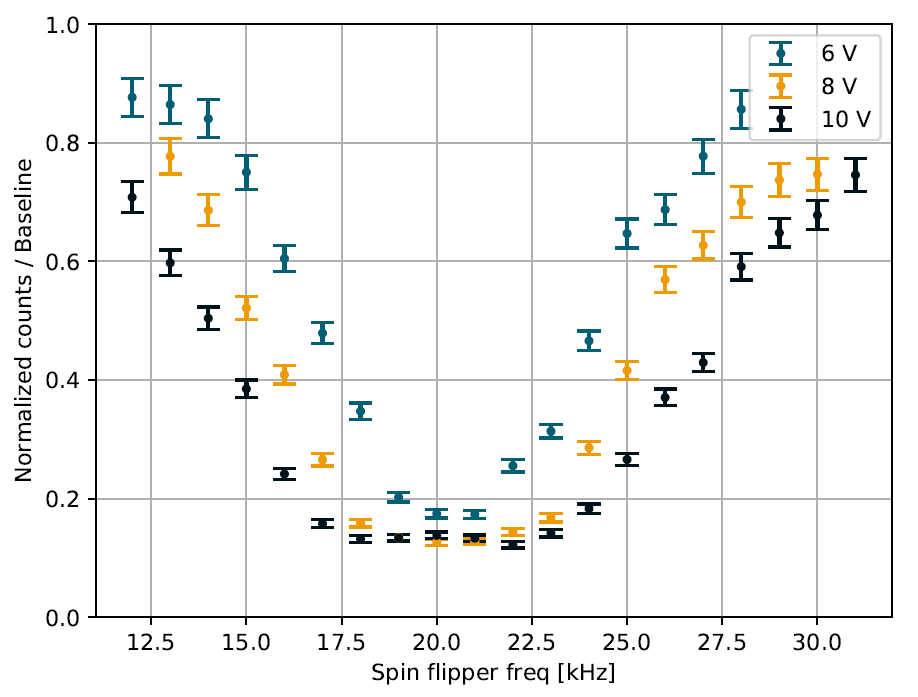 1.0
0.8
0.6
0.4
0.2
0.0
Normalized counts / Baseline
6 V
8 V
10 V
12.5 15.0 17.5 20.0 22.5 25.0 27.5 30.0
Spin flipper freq [kHz]